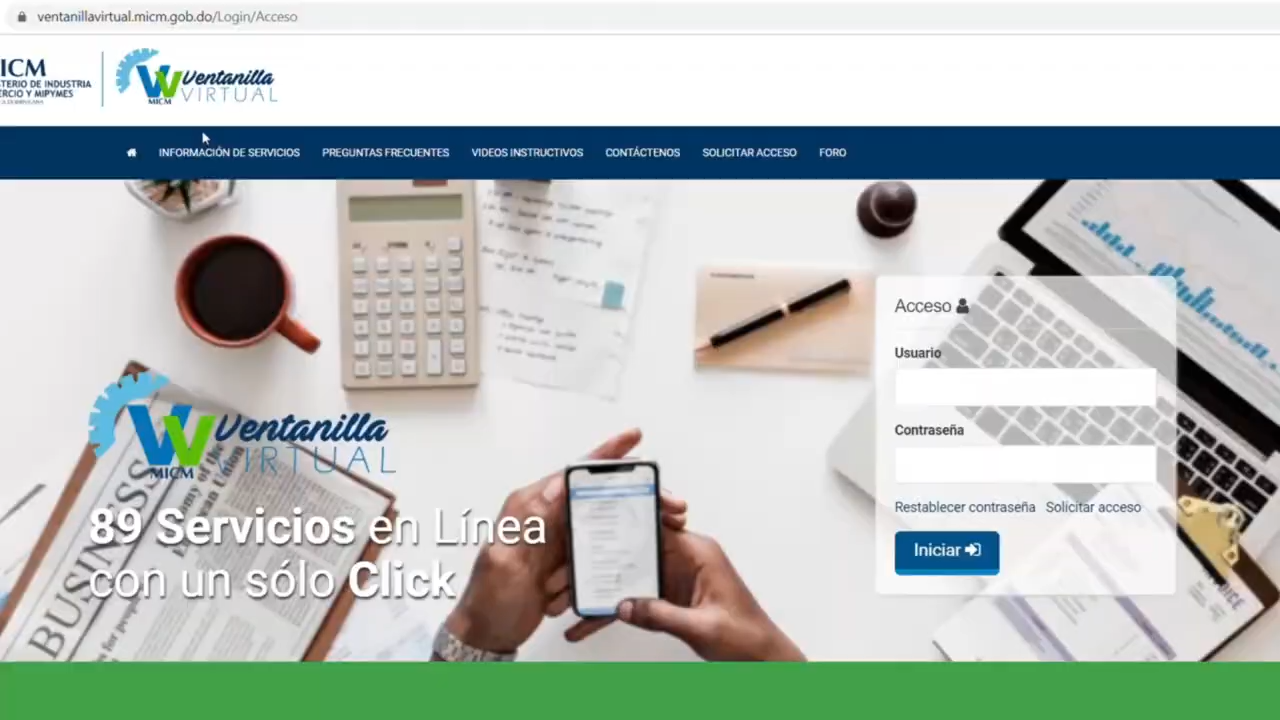 ventanillavirtual.micm.gob.do/Login/Acceso
ICM
TERIO DE INDUSTRIA
ERCIO Y MIPYMES
Ventanilla
VIRTUAL
MICM
INFORMACIÓN DE SERVICIOS
PREGUNTAS FRECUENTES
VIDEOS INSTRUCTIVOS
CONTÁCTENOS
SOLICITAR ACCESO
FORO
Acceso
Usuario
Contraseña
Restablecer contraseña Solicitar acceso
Iniciar
Ventanilla
VIRTUAL
MICM
89 Servicios en Línea
con un sólo Click
BUSINESS